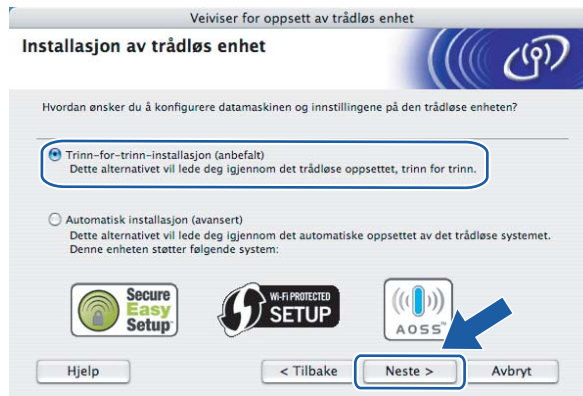 Veiviser for oppsett av trådløs enhet
Installasjon av trådløs enhet
Hvordan ønsker du å konfigurere datamaskinen og innstillingene på den trådløse enheten?
Trinn-for-trinn-installasjon (anbefalt)
Dette alternativet vil lede deg igjennom det trådløse oppsettet, trinn for trinn.
Automatisk installasjon (avansert)
Dette alternativet vil lede deg igjennom det automatiske oppsettet av det trådløse systemet.
Denne enheten støtter følgende system:
Secure
Easy
Setup
WI-FI PROTECTED
SETUP
AOSS™
Hjelp
< Tilbake
Neste >
Avbryt